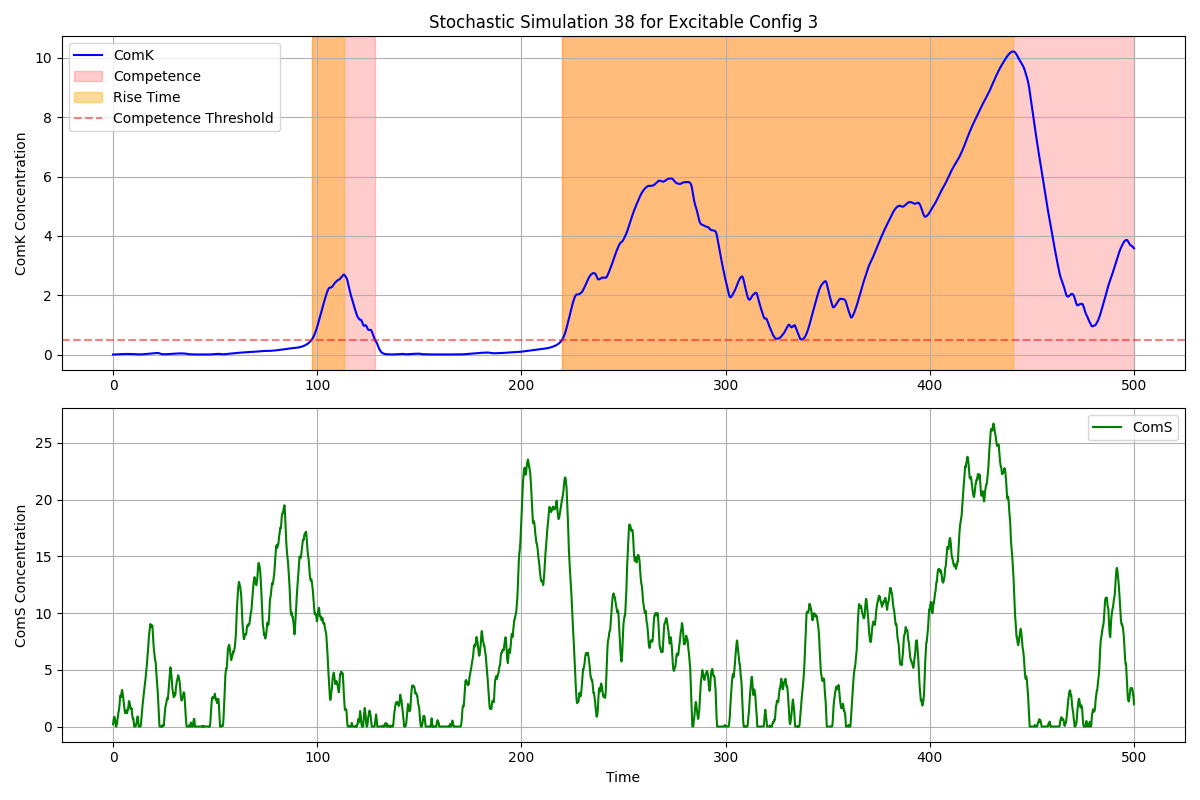 Stochastic Simulation 38 for Excitable Config 3
ComK
Competence
Rise Time
Competence Threshold
ComK Concentration
10
8
6
4
2
0
0 100 200 300 400 500
ComS
ComS Concentration
25
20
15
10
5
0
0 100 200 300 400 500
Time